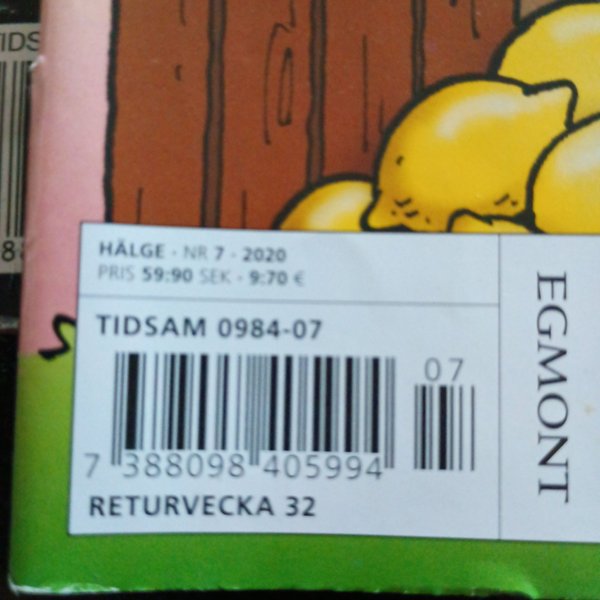 TIDS
HÄLGE · NR 7 · 2020
PRIS 59:90 SEK · 9:70 €
TIDSAM 0984-07
07
7 388098 405994
RETURVECKA 32
EGMONT